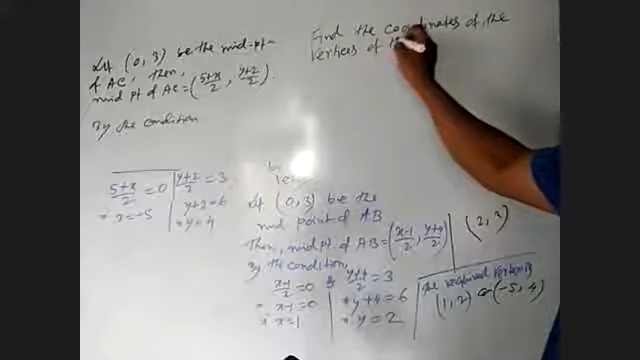 Let (0, 3) be the mid-pt
of AC, then,
mid pt of AC = (5+x/2, y+2/2).
By the condition
5+x/2 = 0
∴ x = -5
y+2/2 = 3
y+2 = 6
∴ y = 4
Find the coordinates of the
vertices of
Let (0, 3) be the
mid point of AB
Then, mid pt. of AB = (x-1/2, y+4/2)
By the condition,
x-1/2 = 0 & y+4/2 = 3
∴ x-1 = 0
∴ x = 1
∴ y+4 = 6
∴ y = 2
(2, 3)
The required vertex is
(1, 2) or (-5, 4)